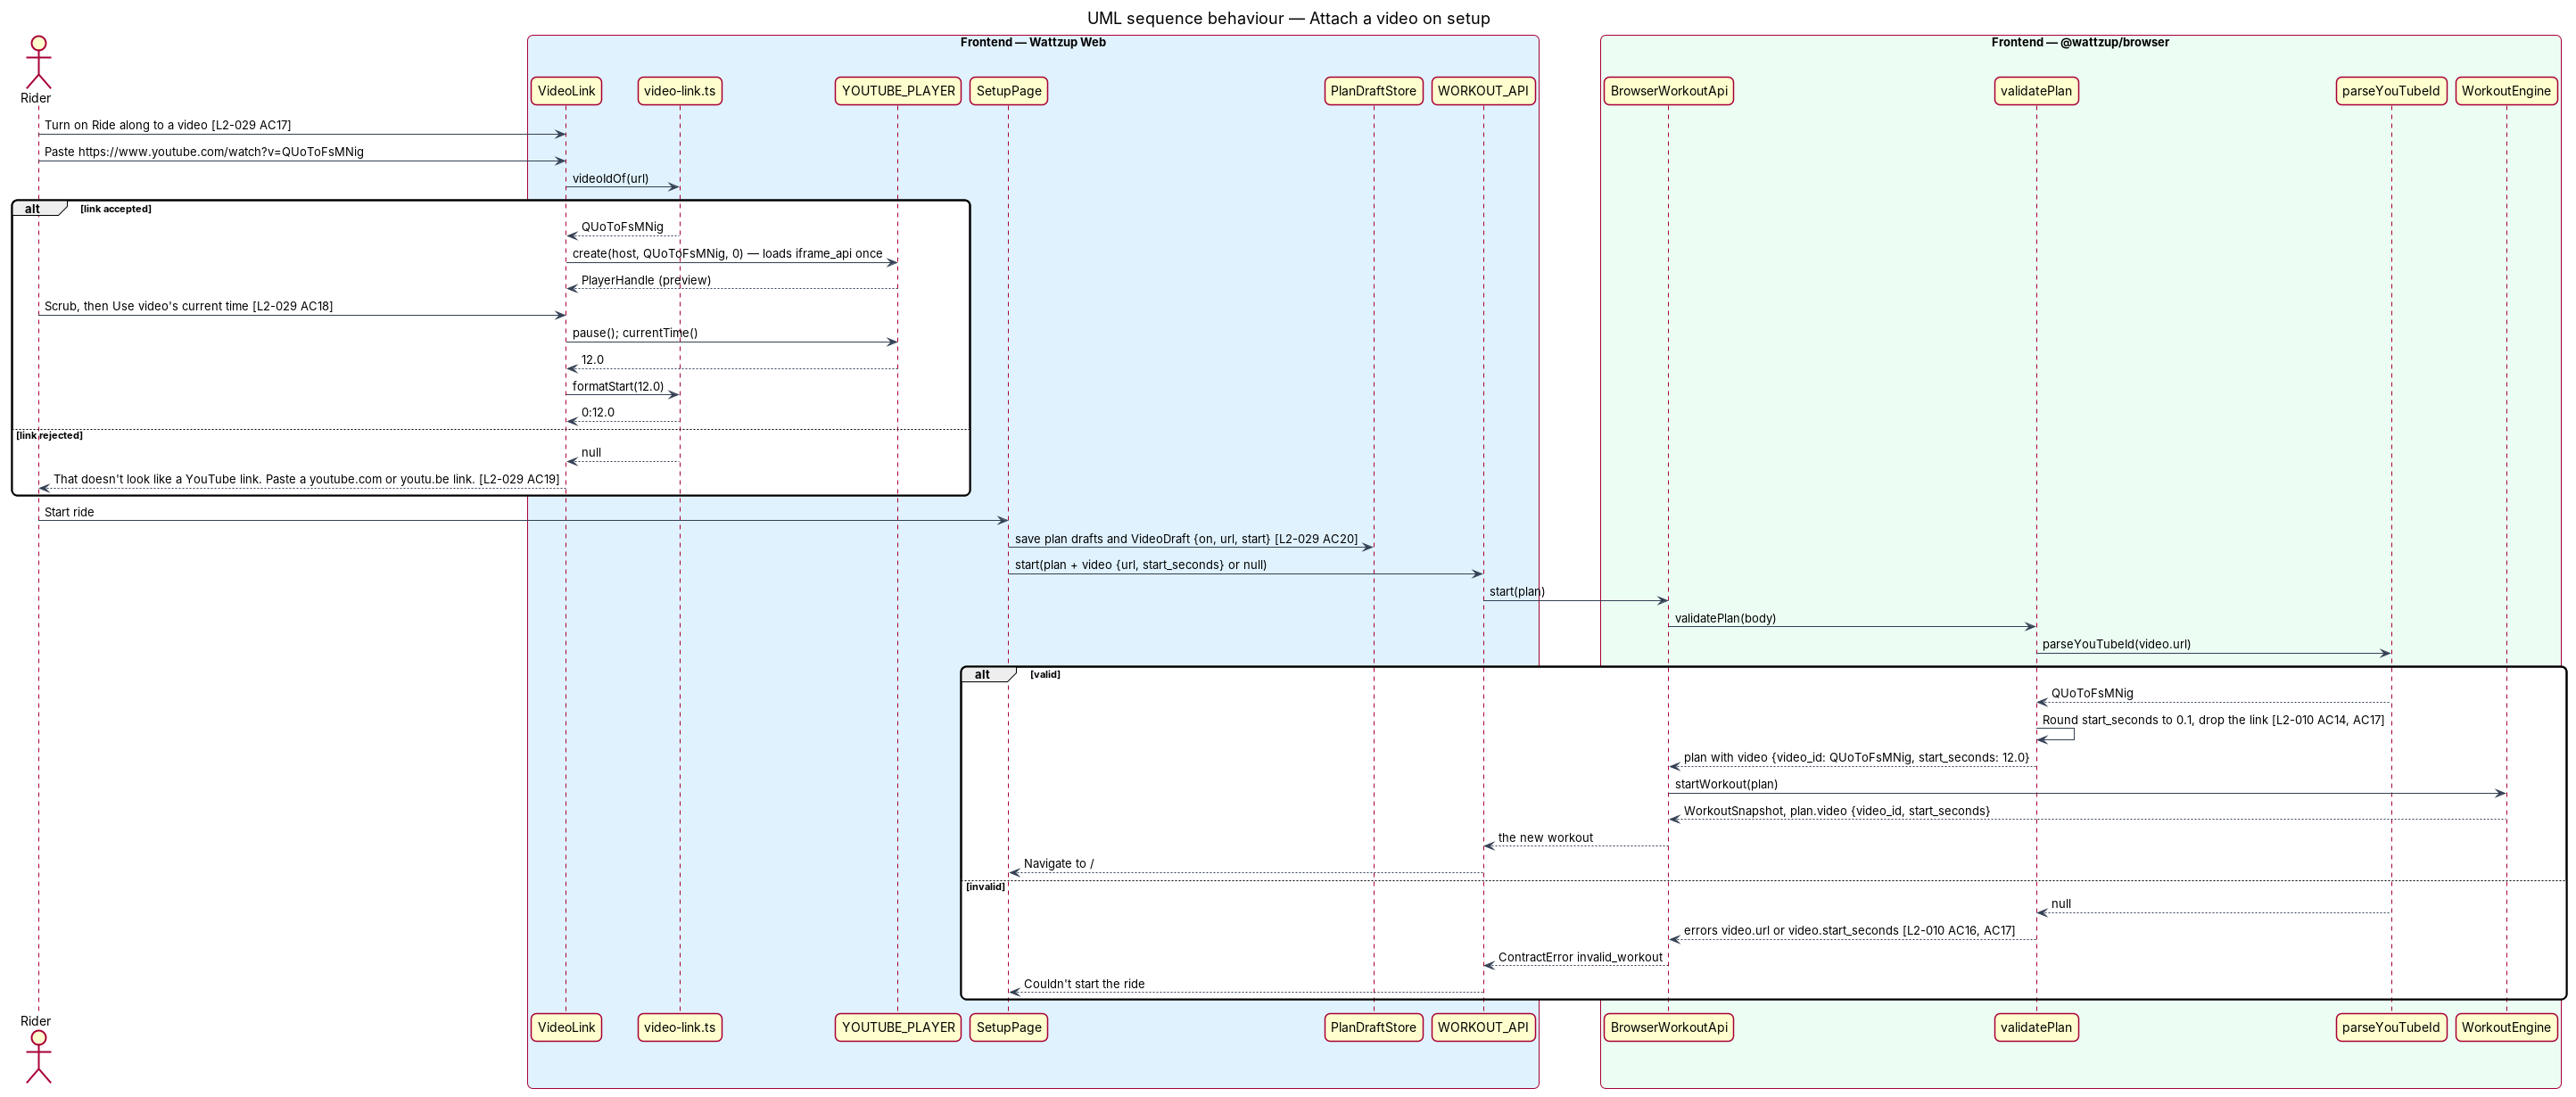 UML sequence behaviour — Attach a video on setup
Frontend — Wattzup Web
Frontend — @wattzup/browser
Rider
VideoLink
video-link.ts
YOUTUBE_PLAYER
SetupPage
PlanDraftStore
WORKOUT_API
BrowserWorkoutApi
validatePlan
parseYouTubeId
WorkoutEngine
Turn on Ride along to a video [L2-029 AC17]
Paste https://www.youtube.com/watch?v=QUoToFsMNig
videoIdOf(url)
alt [link accepted]
QUoToFsMNig
create(host, QUoToFsMNig, 0) — loads iframe_api once
PlayerHandle (preview)
Scrub, then Use video's current time [L2-029 AC18]
pause(); currentTime()
12.0
formatStart(12.0)
0:12.0
[link rejected]
null
That doesn't look like a YouTube link. Paste a youtube.com or youtu.be link. [L2-029 AC19]
Start ride
save plan drafts and VideoDraft {on, url, start} [L2-029 AC20]
start(plan + video {url, start_seconds} or null)
start(plan)
validatePlan(body)
parseYouTubeId(video.url)
alt [valid]
QUoToFsMNig
Round start_seconds to 0.1, drop the link [L2-010 AC14, AC17]
plan with video {video_id: QUoToFsMNig, start_seconds: 12.0}
startWorkout(plan)
WorkoutSnapshot, plan.video {video_id, start_seconds}
the new workout
Navigate to /
[invalid]
null
errors video.url or video.start_seconds [L2-010 AC16, AC17]
ContractError invalid_workout
Couldn't start the ride
Rider
VideoLink
video-link.ts
YOUTUBE_PLAYER
SetupPage
PlanDraftStore
WORKOUT_API
BrowserWorkoutApi
validatePlan
parseYouTubeId
WorkoutEngine